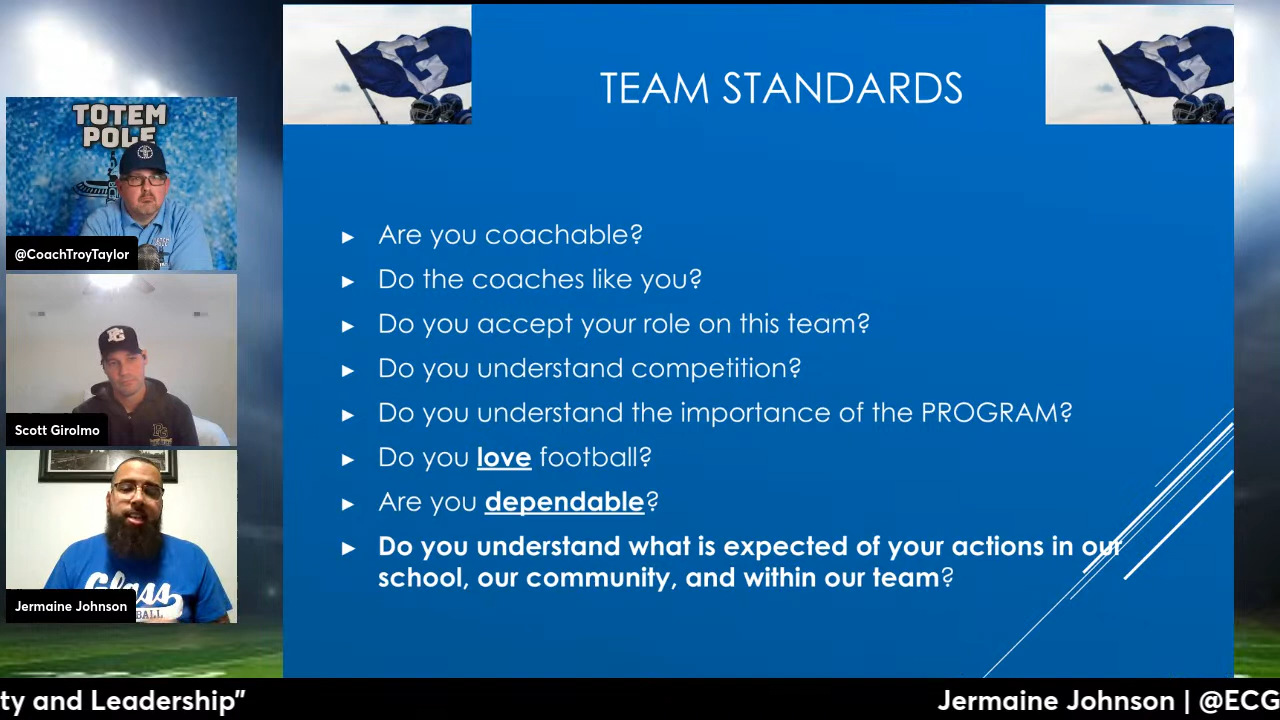 TEAM STANDARDS
TOTEM
POLE
@CoachTroyTaylor
Scott Girolmo
Glass
BALL
Jermaine Johnson
► Are you coachable?
► Do the coaches like you?
► Do you accept your role on this team?
► Do you understand competition?
► Do you understand the importance of the PROGRAM?
► Do you love football?
► Are you dependable?
► Do you understand what is expected of your actions in our
school, our community, and within our team?
ty and Leadership”
Jermaine Johnson | @ECG